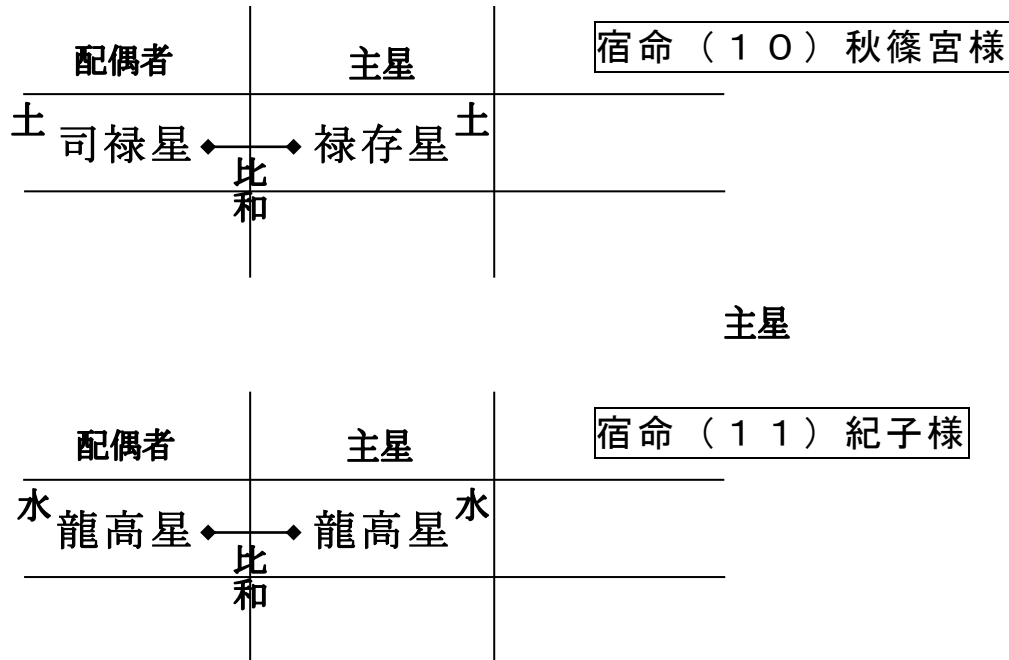 宿命（１０）秋篠宮様
配偶者 主星
土 司禄星 禄存星 土
比和
主星
宿命（１１）紀子様
配偶者 主星
水 龍高星 龍高星 水
比和